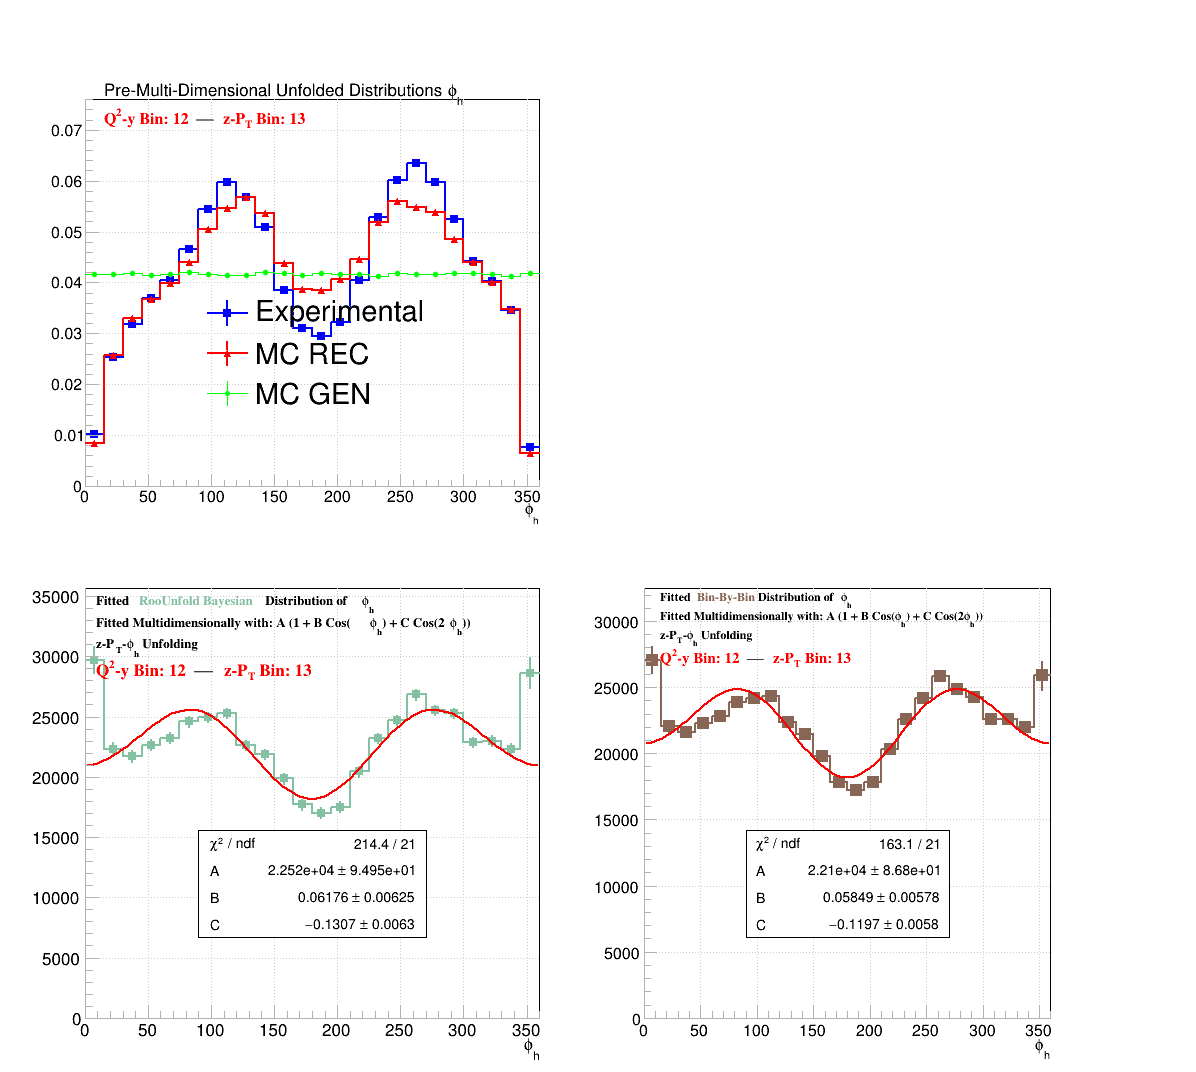 Pre-Multi-Dimensional Unfolded Distributions ϕh
Q²-y Bin: 12 — z-PT Bin: 13
0.07
0.06
0.05
0.04
0.03
0.02
0.01
0
Experimental
MC REC
MC GEN
0 50 100 150 200 250 300 350
ϕh
Fitted RooUnfold Bayesian Distribution of ϕh
Fitted Multidimensionally with: A (1 + B Cos( ϕh) + C Cos(2 ϕh))
z-PT-ϕh Unfolding
Q²-y Bin: 12 — z-PT Bin: 13
35000
30000
25000
20000
15000
10000
5000
0
χ² / ndf 214.4 / 21
A 2.252e+04 ± 9.495e+01
B 0.06176 ± 0.00625
C −0.1307 ± 0.0063
0 50 100 150 200 250 300 350
ϕh
Fitted Bin-By-Bin Distribution of ϕh
Fitted Multidimensionally with: A (1 + B Cos(ϕh) + C Cos(2ϕh))
z-PT-ϕh Unfolding
Q²-y Bin: 12 — z-PT Bin: 13
30000
25000
20000
15000
10000
5000
0
χ² / ndf 163.1 / 21
A 2.21e+04 ± 8.68e+01
B 0.05849 ± 0.00578
C −0.1197 ± 0.0058
0 50 100 150 200 250 300 350
ϕh